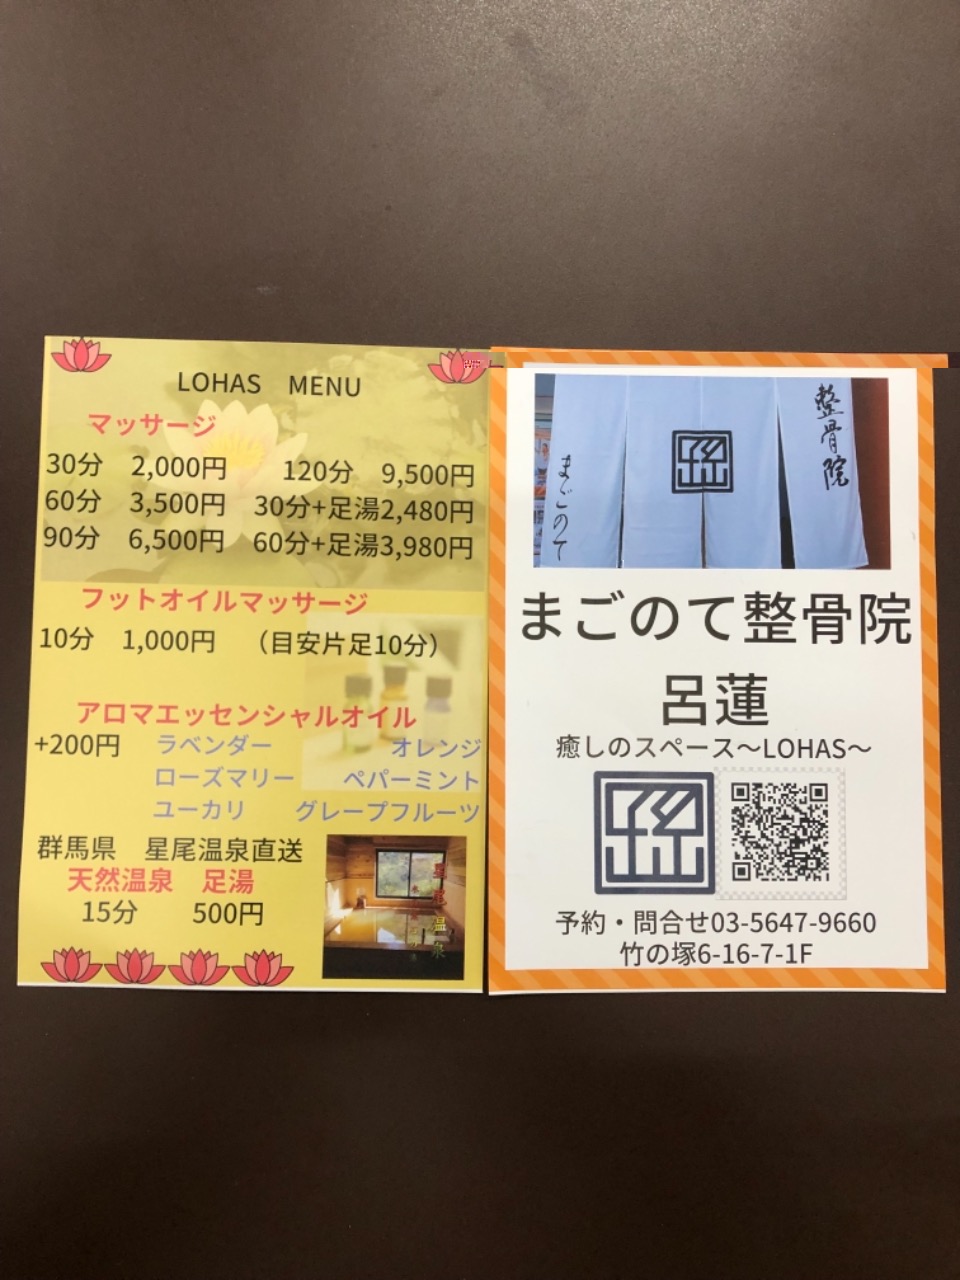 LOHAS MENU
マッサージ
30分 2,000円 120分 9,500円
60分 3,500円 30分+足湯2,480円
90分 6,500円 60分+足湯3,980円
フットオイルマッサージ
10分 1,000円 (目安片足10分)
アロマエッセンシャルオイル
+200円 ラベンダー オレンジ
ローズマリー ペパーミント
ユーカリ グレープフルーツ
群馬県 星尾温泉直送
天然温泉 足湯
15分 500円
星尾温泉
整骨院
まごのて
まごのて整骨院
呂蓮
癒しのスペース〜LOHAS〜
予約・問合せ03-5647-9660
竹の塚6-16-7-1F